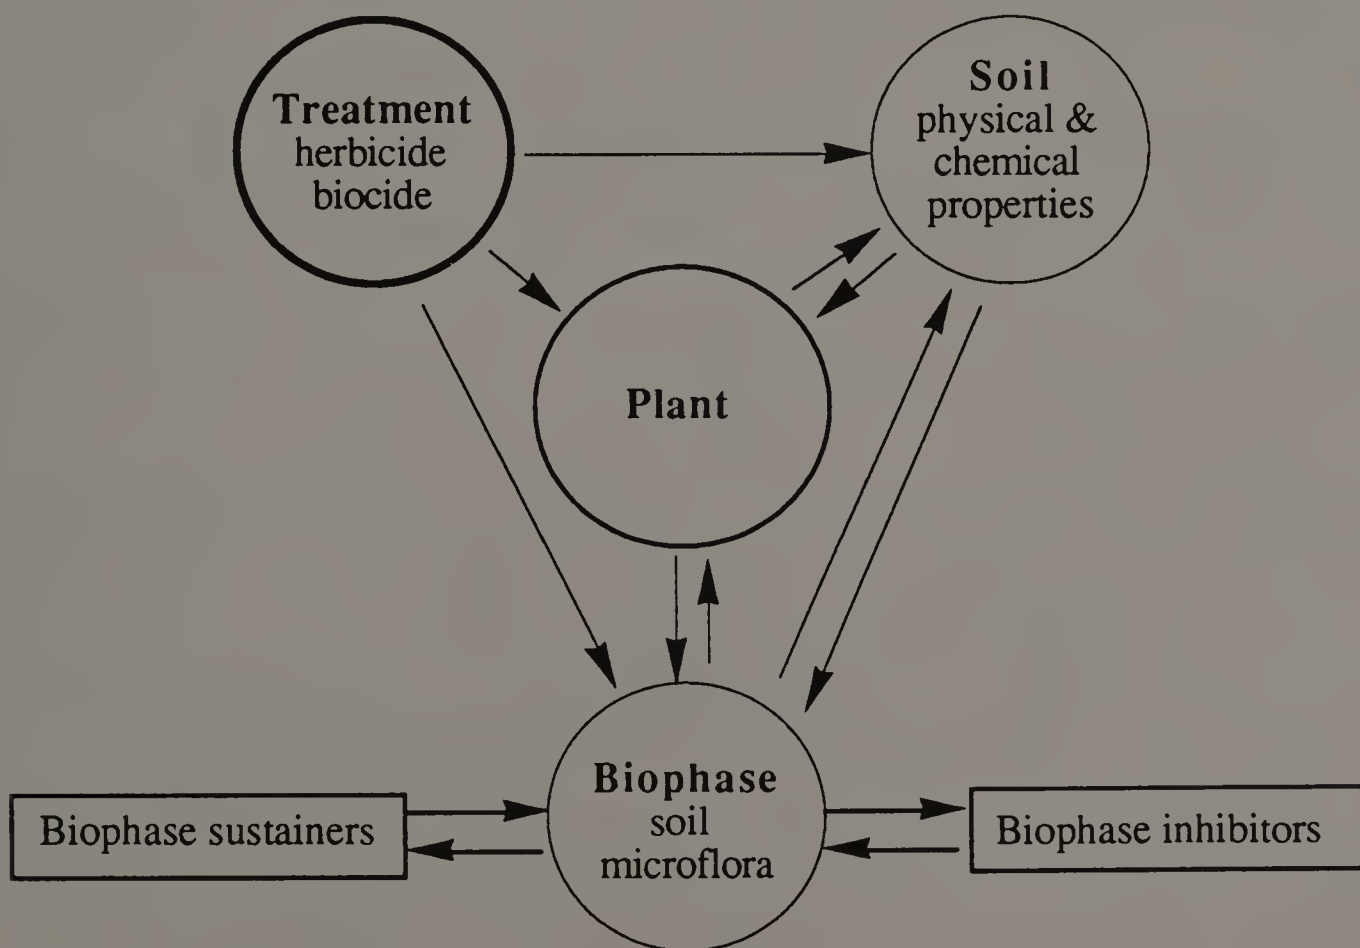 Treatment
herbicide
biocide
Soil
physical &
chemical
properties
Plant
Biophase
soil
microflora
Biophase sustainers
Biophase inhibitors